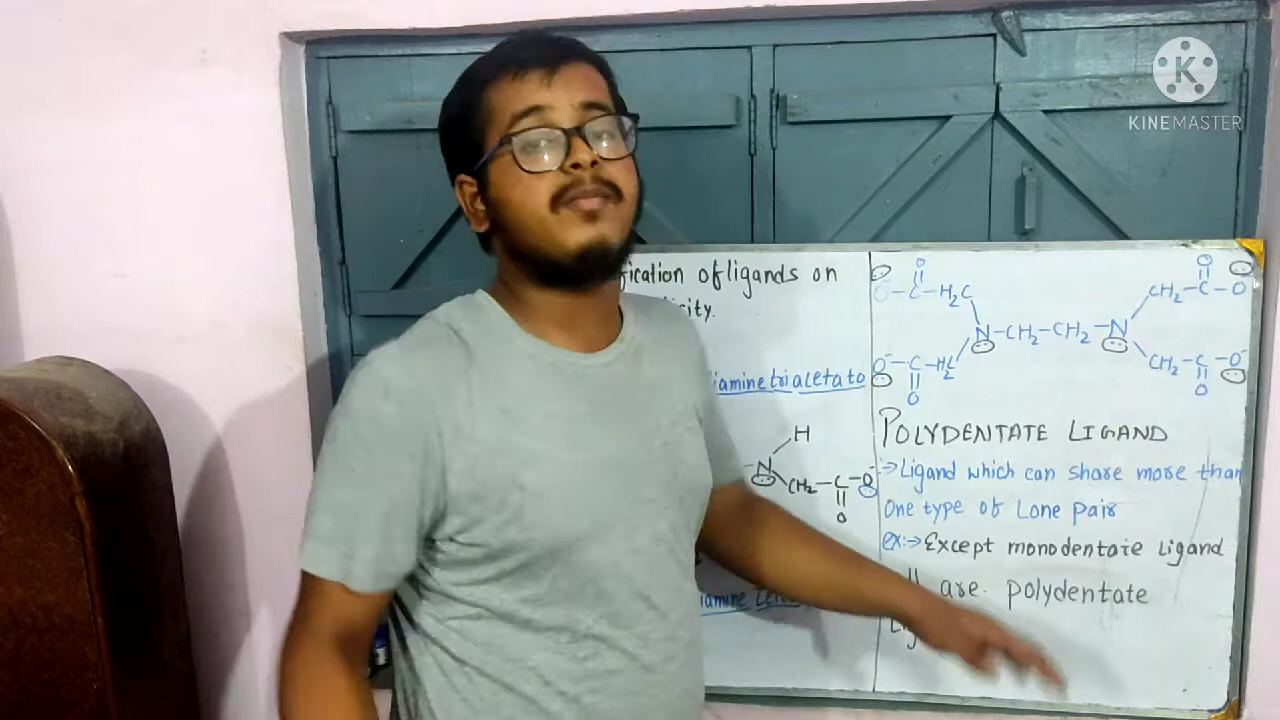 K
KINEMASTER
fication of ligands on
city.
iaminetriacetato
H
N
CH2-C-O-
O
iamine
O O
O-C-H2C CH2-C-O
N-CH2-CH2-N
O--C-H2C CH2-C-O-
O O
POLYDENTATE LIGAND
:→Ligand which can share more than
One type of Lone pair
ex:→Except monodentate Ligand
are. polydentate